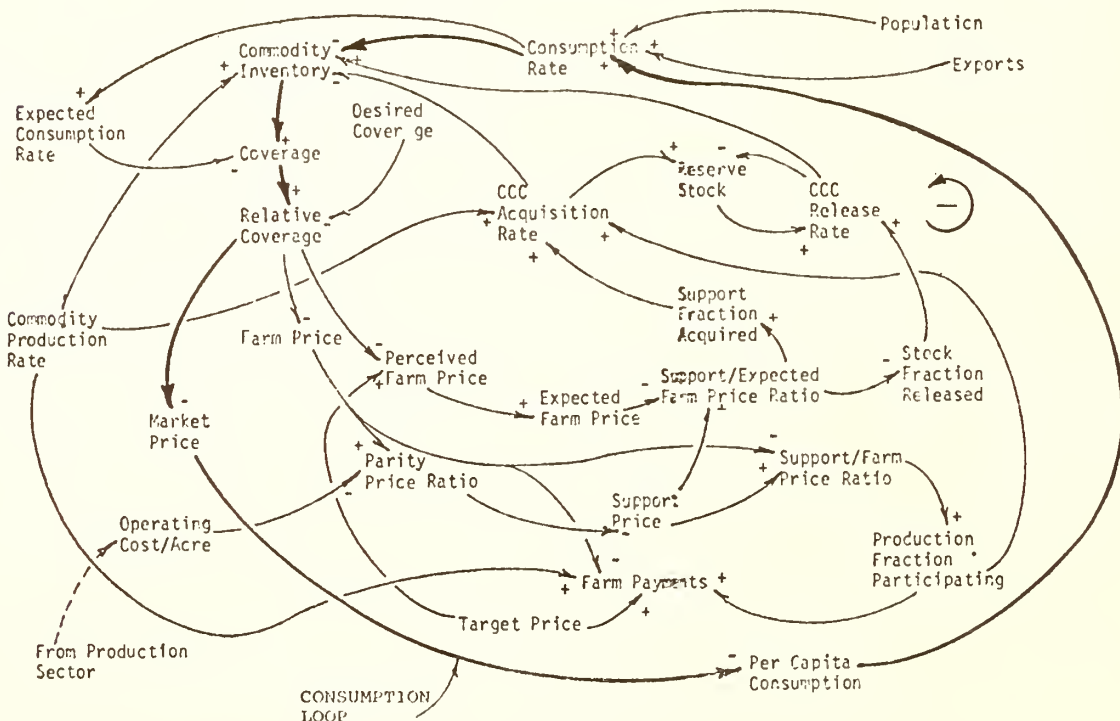 Population
Commodity
Inventory
Consumption
Rate
Exports
Expected
Consumption
Rate
Desired
Coverage
Coverage
Reserve
Stock
CCC
Acquisition
Rate
CCC
Release
Rate
Relative
Coverage
Support
Fraction
Acquired
Commodity
Production
Rate
Farm Price
Perceived
Farm Price
Expected
Farm Price
Support/Expected
Farm Price Ratio
Stock
Fraction
Released
Market
Price
Parity
Price Ratio
Support/Farm
Price Ratio
Support
Price
Operating
Cost/Acre
Production
Fraction
Participating
Farm Payments
Target Price
From Production
Sector
Per Capita
Consumption
CONSUMPTION
LOOP